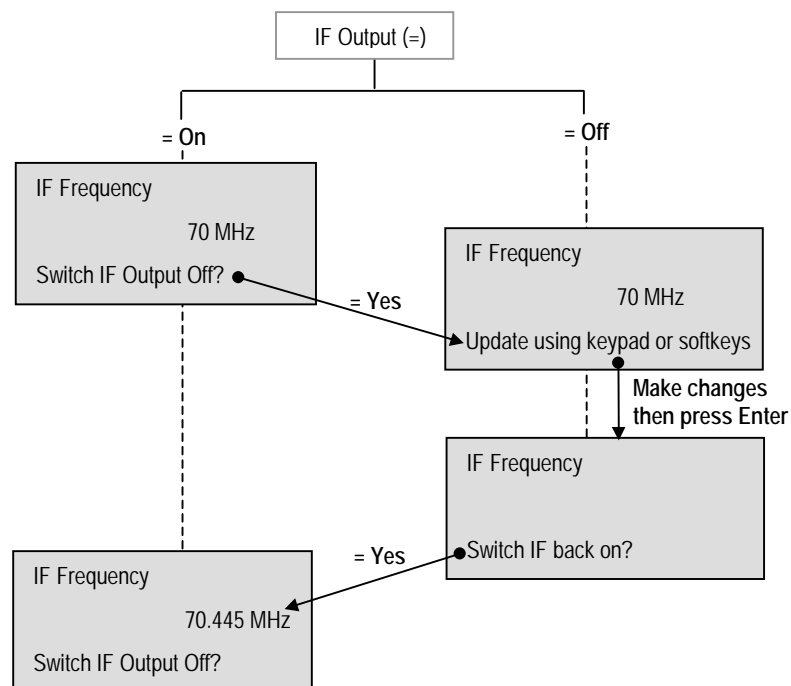 IF Output (=)
= On
= Off
IF Frequency
70 MHz
Switch IF Output Off?
= Yes
IF Frequency
70 MHz
Update using keypad or softkeys
Make changes
then press Enter
IF Frequency
Switch IF back on?
= Yes
IF Frequency
70.445 MHz
Switch IF Output Off?